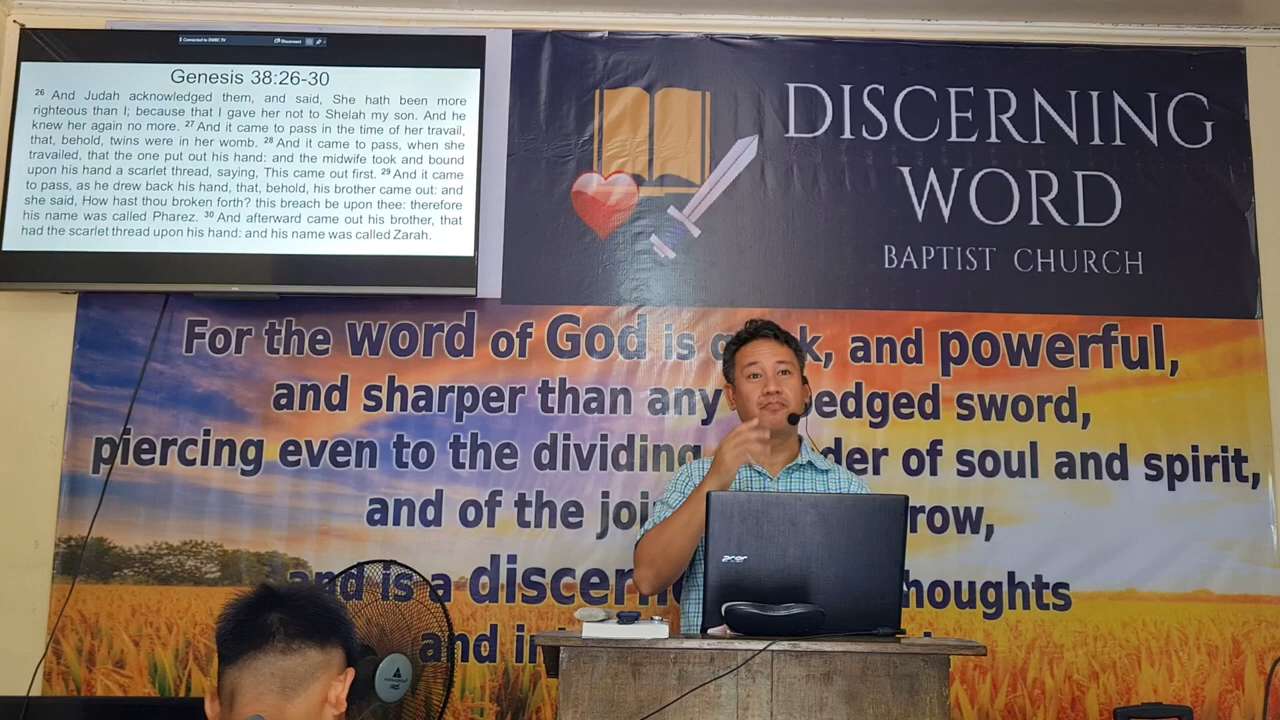 Connected to DWBC TV
Disconnect
Genesis 38:26-30
26 And Judah acknowledged them, and said, She hath been more
righteous than I; because that I gave her not to Shelah my son. And he
knew her again no more. 27 And it came to pass in the time of her travail,
that, behold, twins were in her womb. 28 And it came to pass, when she
travailed, that the one put out his hand: and the midwife took and bound
upon his hand a scarlet thread, saying, This came out first. 29 And it came
to pass, as he drew back his hand, that, behold, his brother came out: and
she said, How hast thou broken forth? this breach be upon thee: therefore
his name was called Pharez. 30 And afterward came out his brother, that
had the scarlet thread upon his hand: and his name was called Zarah.
DISCERNING
WORD
BAPTIST CHURCH
For the word of God is k, and powerful,
and sharper than any edged sword,
piercing even to the dividing der of soul and spirit,
and of the joi row,
and is a discern houghts
and in
acer